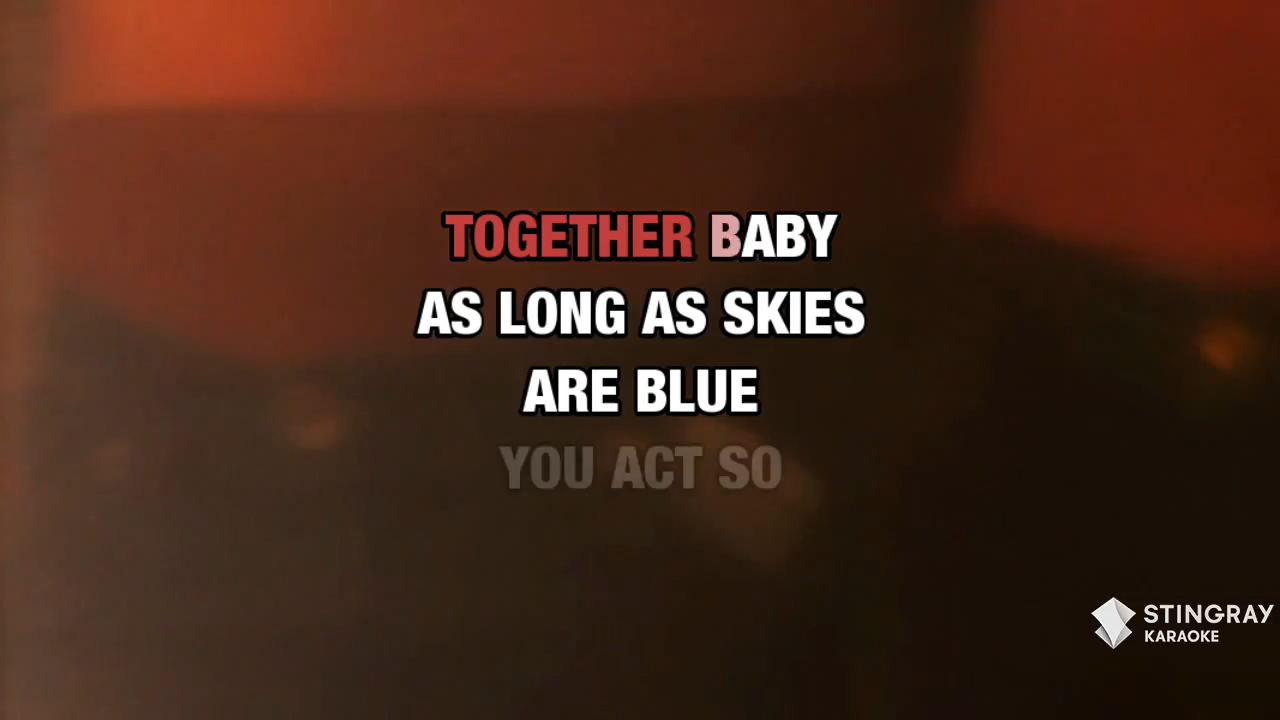 TOGETHER BABY
AS LONG AS SKIES
ARE BLUE
YOU ACT SO
STINGRAY
KARAOKE